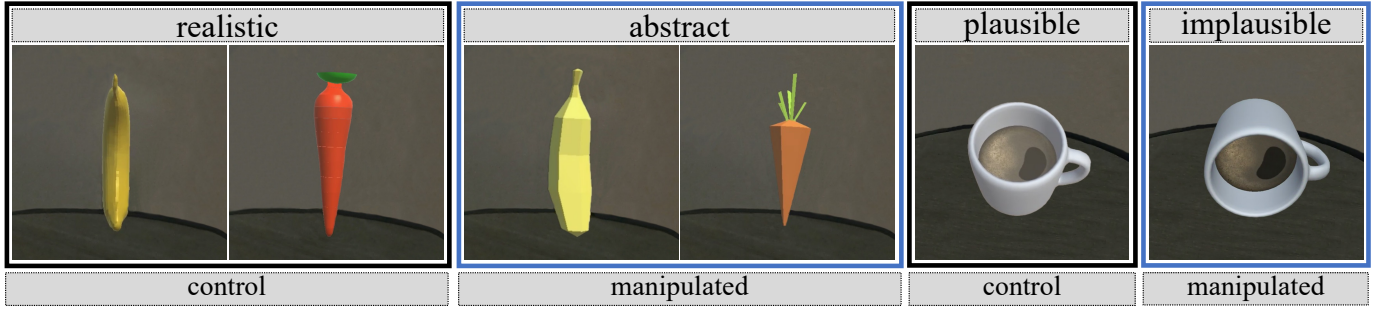 realistic
abstract
plausible
implausible
control
manipulated
control
manipulated